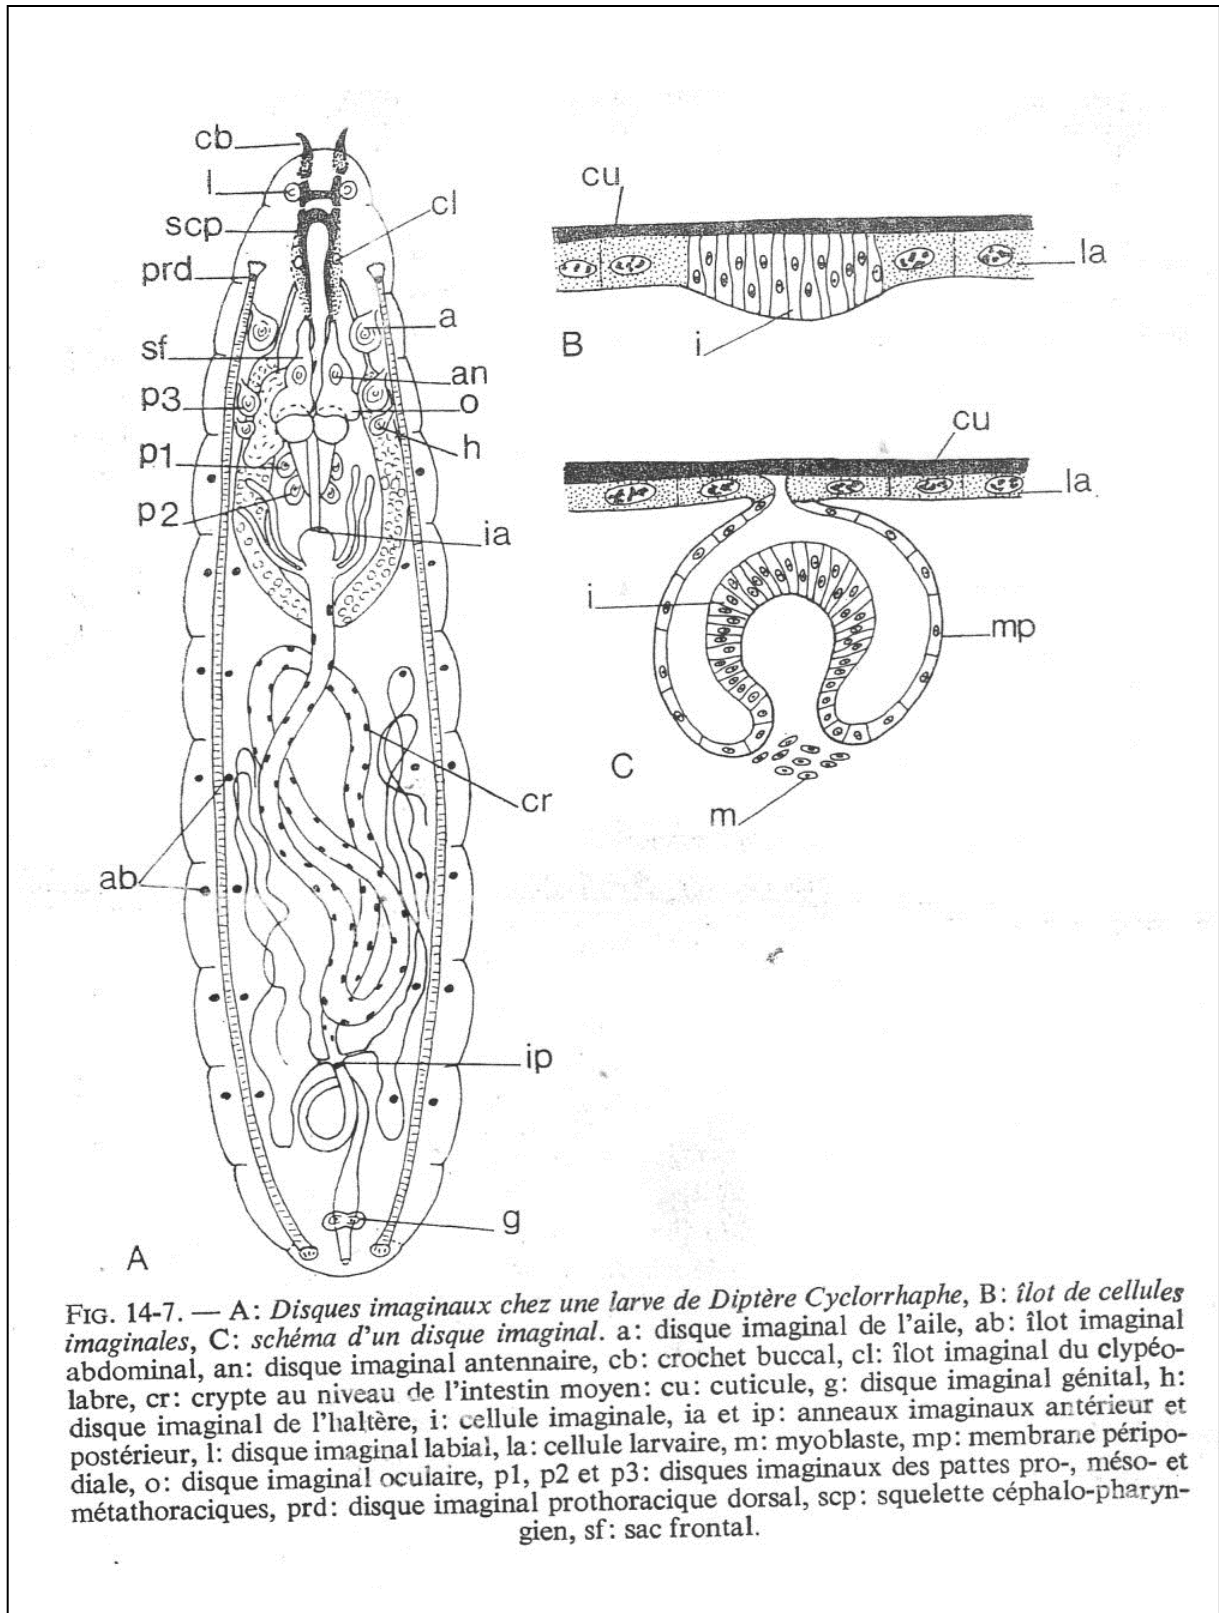 cb
l
scp
prd
cl
a
sf
an
p3
o
h
p1
p2
ia
cr
ab
ip
g
A
cu
la
i
B
cu
la
i
mp
C
m
FIG. 14-7. — A: Disques imaginaux chez une larve de Diptère Cyclorrhaphe, B: îlot de cellules
imaginales, C: schéma d'un disque imaginal. a: disque imaginal de l'aile, ab: îlot imaginal
abdominal, an: disque imaginal antennaire, cb: crochet buccal, cl: îlot imaginal du clypéo-
labre, cr: crypte au niveau de l'intestin moyen: cu: cuticule, g: disque imaginal génital, h:
disque imaginal de l'haltère, i: cellule imaginale, ia et ip: anneaux imaginaux antérieur et
postérieur, l: disque imaginal labial, la: cellule larvaire, m: myoblaste, mp: membrane péripo-
diale, o: disque imaginal oculaire, p1, p2 et p3: disques imaginaux des pattes pro-, méso- et
métathoraciques, prd: disque imaginal prothoracique dorsal, scp: squelette céphalo-pharyn-
gien, sf: sac frontal.